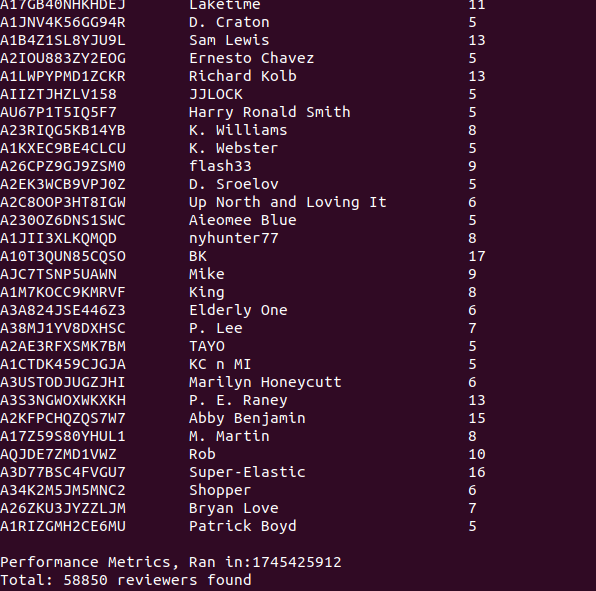 A17GB40NHKHDEJ Laketime 11
A1JNV4K56GG94R D. Craton 5
A1B4Z1SL8YJU9L Sam Lewis 13
A2IOU883ZY2EOG Ernesto Chavez 5
A1LWPYPMD1ZCKR Richard Kolb 13
AIIZTJHZLV158 JJLOCK 5
AU67P1T5IQ5F7 Harry Ronald Smith 5
A23RIQG5KB14YB K. Williams 8
A1KXEC9BE4CLCU K. Webster 5
A26CPZ9GJ9ZSM0 flash33 9
A2EK3WCB9VPJ0Z D. Sroelov 5
A2C8OOP3HT8IGW Up North and Loving It 6
A230OZ6DNS1SWC Aieomee Blue 5
A1JII3XLKQMQD nyhunter77 8
A10T3QUN85CQSO BK 17
AJC7TSNP5UAWN Mike 9
A1M7KOCC9KMRVF King 8
A3A824JSE446Z3 Elderly One 6
A38MJ1YV8DXHSC P. Lee 7
A2AE3RFXSMK7BM TAYO 5
A1CTDK459CJGJA KC n MI 5
A3USTODJUGZJHI Marilyn Honeycutt 6
A3S3NGWOXWKXKH P. E. Raney 13
A2KFPCHQZQS7W7 Abby Benjamin 15
A17Z59S80YHUL1 M. Martin 8
AQJDE7ZMD1VWZ Rob 10
A3D77BSC4FVGU7 Super-Elastic 16
A34K2M5JM5MNC2 Shopper 6
A26ZKU3JYZZLJM Bryan Love 7
A1RIZGMH2CE6MU Patrick Boyd 5
Performance Metrics, Ran in:1745425912
Total: 58850 reviewers found